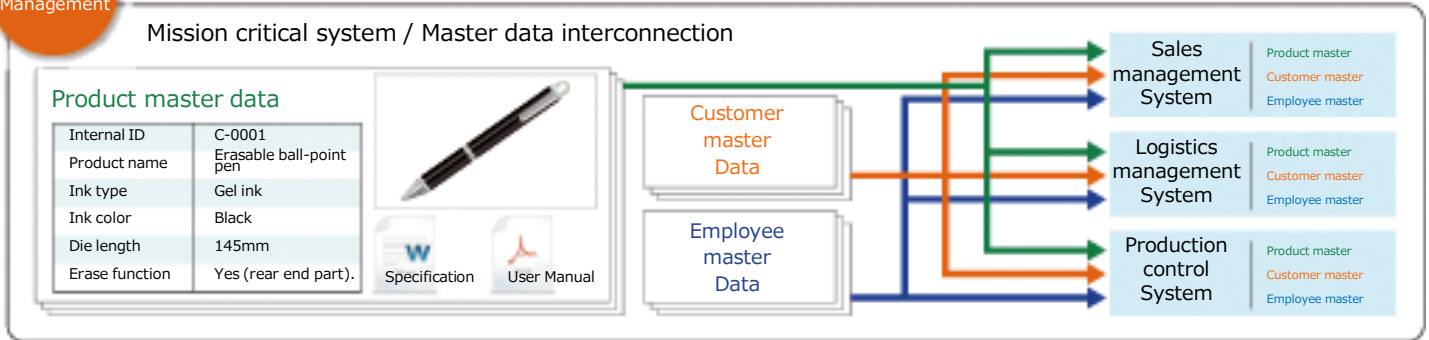 Management
Mission critical system / Master data interconnection
Product master data
Internal ID C-0001
Product name Erasable ball-point
pen
Ink type Gel ink
Ink color Black
Die length 145mm
Erase function Yes (rear end part).
W
Specification
User Manual
Customer
master
Data
Employee
master
Data
Sales
management
System
Product master
Customer master
Employee master
Logistics
management
System
Product master
Customer master
Employee master
Production
control
System
Product master
Customer master
Employee master